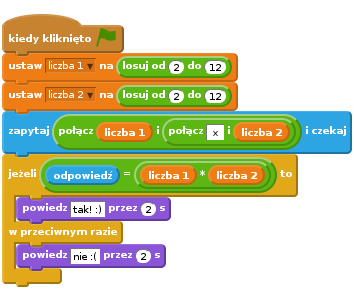 kiedy kliknięto
ustaw liczba 1 na losuj od 2 do 12
ustaw liczba 2 na losuj od 2 do 12
zapytaj połącz liczba 1 i połącz x i liczba 2 i czekaj
jeżeli odpowiedź = liczba 1 * liczba 2 to
powiedz tak! :) przez 2 s
w przeciwnym razie
powiedz nie :( przez 2 s